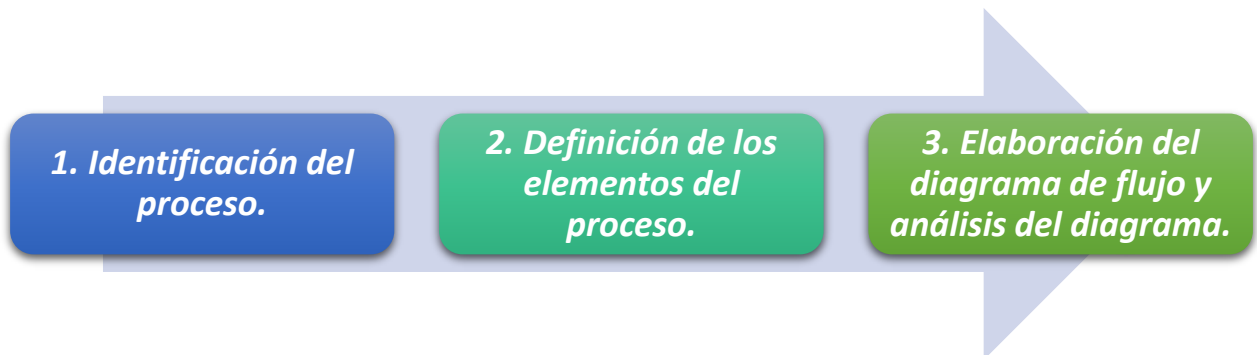 1. Identificación del
proceso.
2. Definición de los
elementos del
proceso.
3. Elaboración del
diagrama de flujo y
análisis del diagrama.